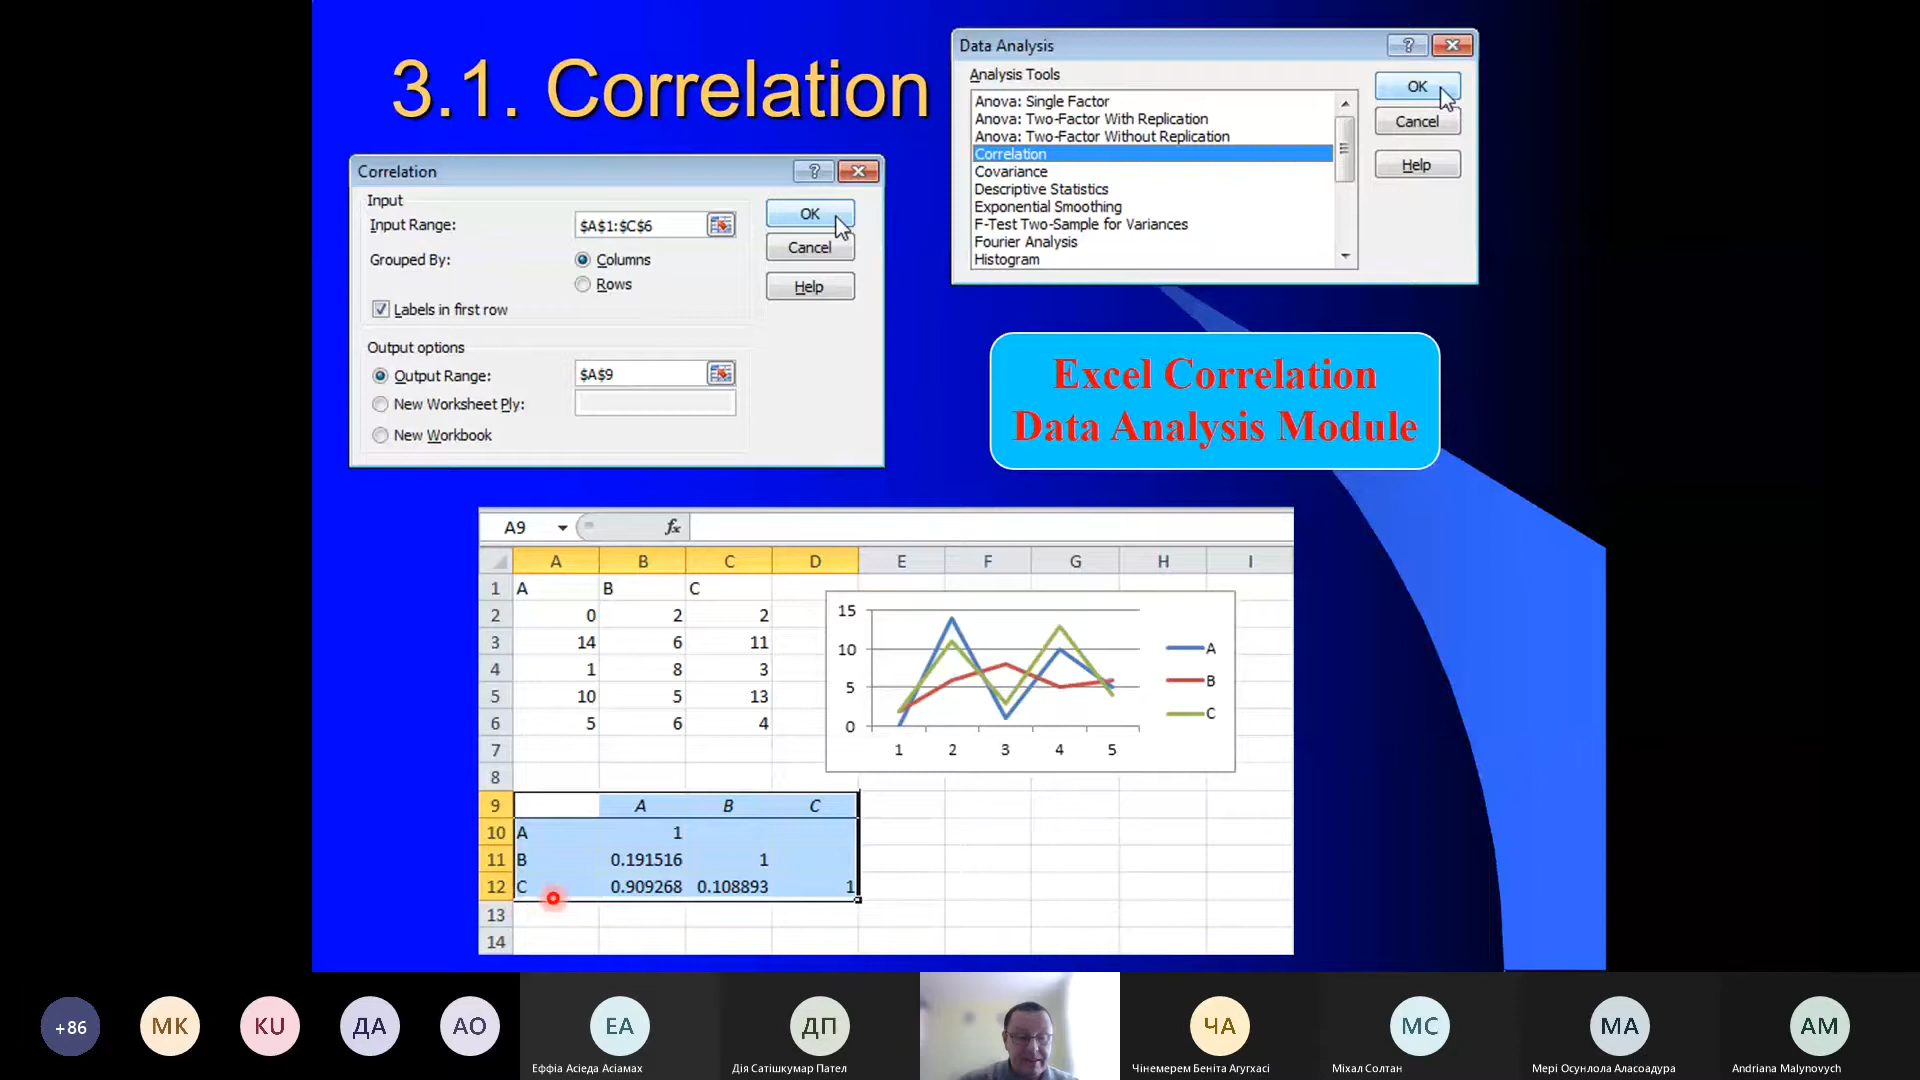 3.1. Correlation
Data Analysis
?
Analysis Tools
Anova: Single Factor
Anova: Two-Factor With Replication
Anova: Two-Factor Without Replication
Correlation
Covariance
Descriptive Statistics
Exponential Smoothing
F-Test Two-Sample for Variances
Fourier Analysis
Histogram
OK
Cancel
Help
Correlation
?
Input
Input Range:
$A$1:$C$6
Grouped By:
Columns
Rows
Labels in first row
Output options
Output Range:
$A$9
New Worksheet Ply:
New Workbook
OK
Cancel
Help
Excel Correlation
Data Analysis Module
A9 fx
A B C D E F G H I
1 A B C
2 0 2 2
3 14 6 11
4 1 8 3
5 10 5 13
6 5 6 4
7
8
9 A B C
10 A 1
11 B 0.191516 1
12 C 0.909268 0.108893 1
13
14
15
10
5
0
1 2 3 4 5
A
B
C
+86 МК KU ДА АО ЕА ДП ЧА МС МА АМ
Еффіа Асіеда Асіамах
Дія Сатішкумар Пател
Чінемерем Беніта Агугхасі
Міхал Солтан
Мері Осунлола Аласоадура
Andriana Malynovych